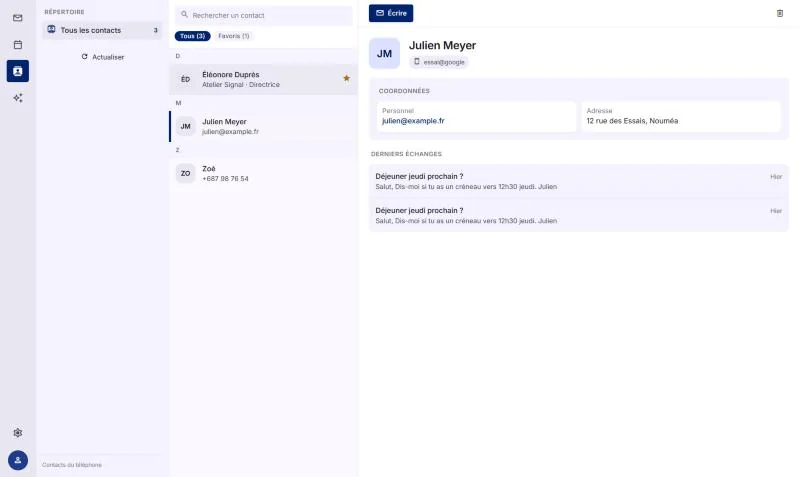 RÉPERTOIRE
Tous les contacts 3
Actualiser
Contacts du téléphone
Rechercher un contact
Tous (3) Favoris (1)
D
ÉD
Éléonore Duprés
Atelier Signal · Directrice
M
JM
Julien Meyer
julien@example.fr
Z
ZO
Zoé
+687 98 76 54
Écrire
JM
Julien Meyer
essai@google
COORDONNÉES
Personnel
julien@example.fr
Adresse
12 rue des Essais, Nouméa
DERNIERS ÉCHANGES
Déjeuner jeudi prochain ? Hier
Salut, Dis-moi si tu as un créneau vers 12h30 jeudi. Julien
Déjeuner jeudi prochain ? Hier
Salut, Dis-moi si tu as un créneau vers 12h30 jeudi. Julien